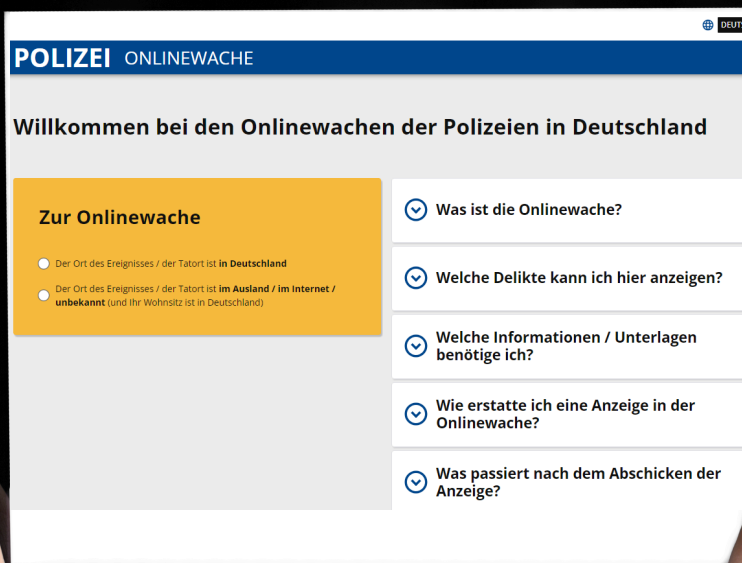 DEUTS
POLIZEI ONLINEWACHE
Willkommen bei den Onlinewachen der Polizeien in Deutschland
Zur Onlinewache
Der Ort des Ereignisses / der Tatort ist in Deutschland
Der Ort des Ereignisses / der Tatort ist im Ausland / im Internet /
unbekannt (und Ihr Wohnsitz ist in Deutschland)
Was ist die Onlinewache?
Welche Delikte kann ich hier anzeigen?
Welche Informationen / Unterlagen
benötige ich?
Wie erstatte ich eine Anzeige in der
Onlinewache?
Was passiert nach dem Abschicken der
Anzeige?